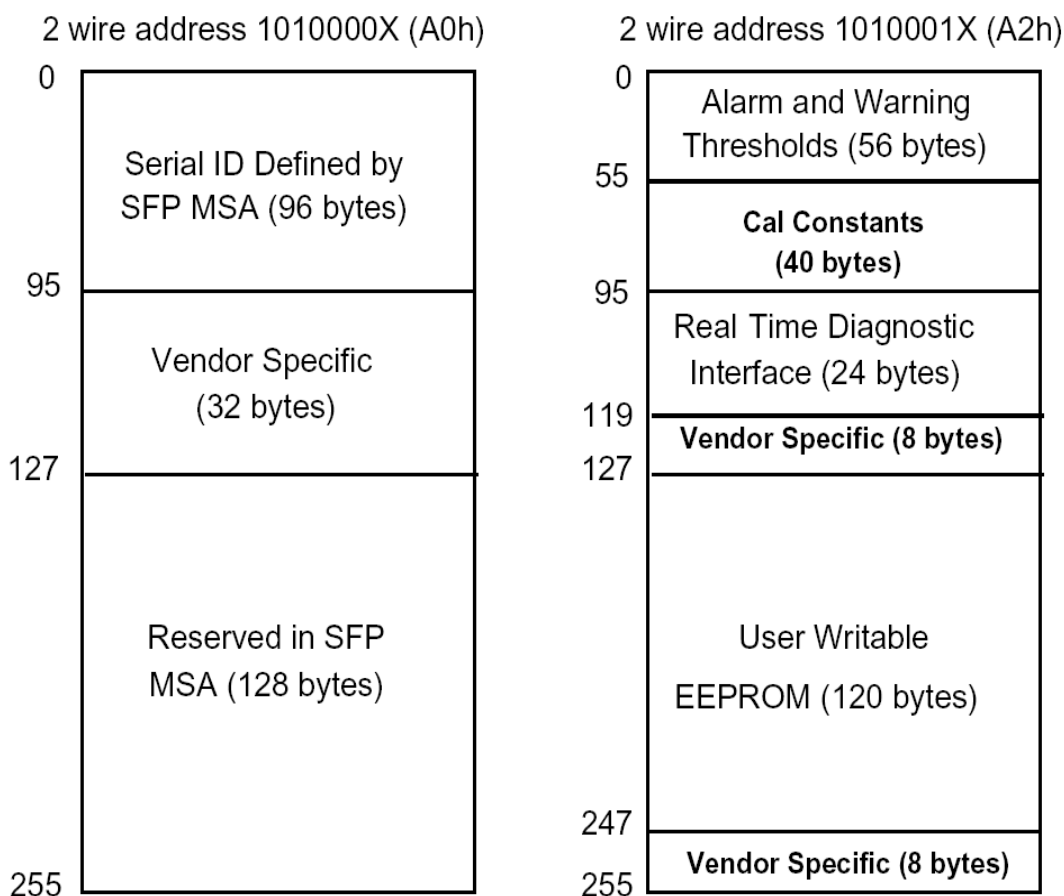 2 wire address 1010000X (A0h)
0
Serial ID Defined by
SFP MSA (96 bytes)
95
Vendor Specific
(32 bytes)
127
Reserved in SFP
MSA (128 bytes)
255
2 wire address 1010001X (A2h)
0
Alarm and Warning
Thresholds (56 bytes)
55
Cal Constants
(40 bytes)
95
Real Time Diagnostic
Interface (24 bytes)
119
Vendor Specific (8 bytes)
127
User Writable
EEPROM (120 bytes)
247
Vendor Specific (8 bytes)
255